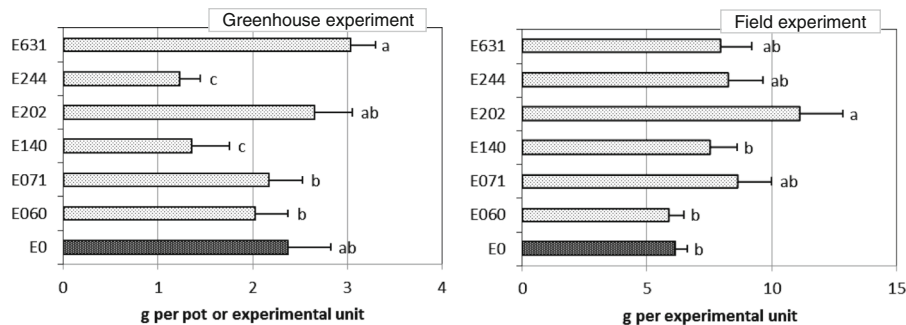 Greenhouse experiment
E631
a
E244
c
E202
ab
E140
c
E071
b
E060
b
E0
ab
0 1 2 3 4
g per pot or experimental unit
Field experiment
E631
ab
E244
ab
E202
a
E140
b
E071
ab
E060
b
E0
b
0 5 10 15
g per experimental unit